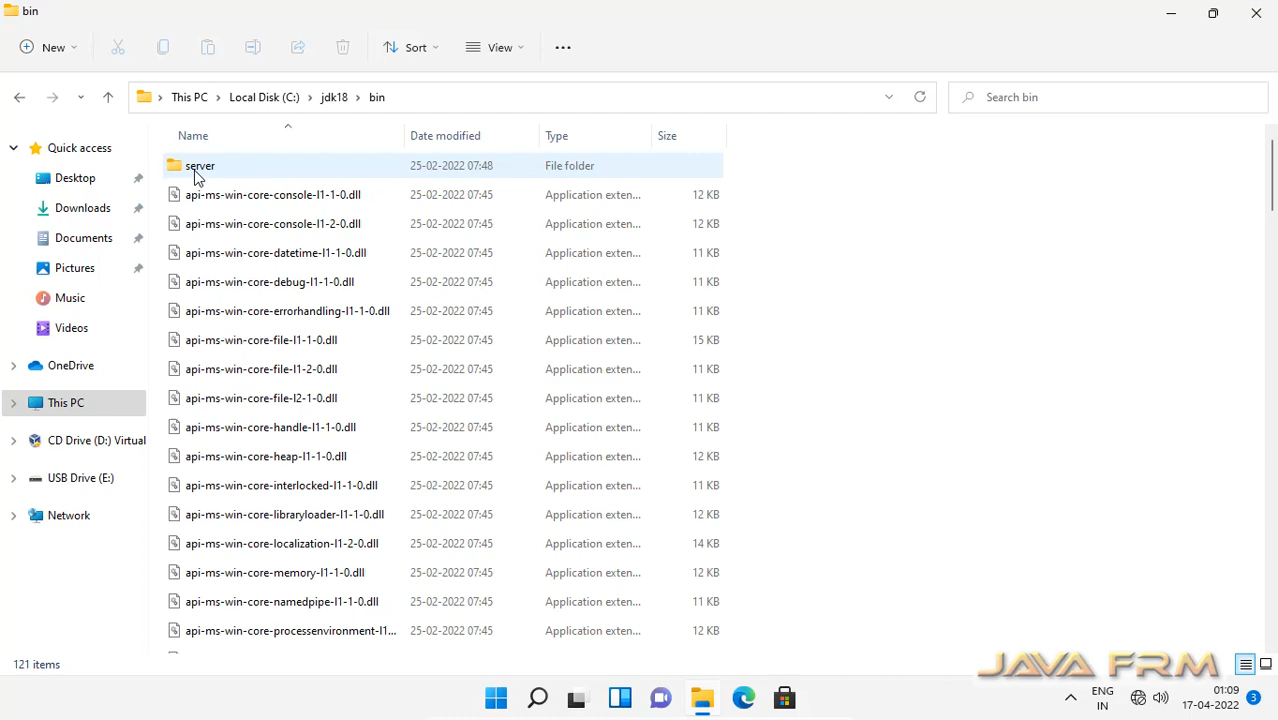 bin
New
Sort
View
This PC
Local Disk (C:)
jdk18
bin
Search bin
Name
Date modified
Type
Size
Quick access
Desktop
Downloads
Documents
Pictures
Music
Videos
OneDrive
This PC
CD Drive (D:) Virtual
USB Drive (E:)
Network
server 25-02-2022 07:48 File folder
api-ms-win-core-console-l1-1-0.dll 25-02-2022 07:45 Application exten... 12 KB
api-ms-win-core-console-l1-2-0.dll 25-02-2022 07:45 Application exten... 12 KB
api-ms-win-core-datetime-l1-1-0.dll 25-02-2022 07:45 Application exten... 11 KB
api-ms-win-core-debug-l1-1-0.dll 25-02-2022 07:45 Application exten... 11 KB
api-ms-win-core-errorhandling-l1-1-0.dll 25-02-2022 07:45 Application exten... 11 KB
api-ms-win-core-file-l1-1-0.dll 25-02-2022 07:45 Application exten... 15 KB
api-ms-win-core-file-l1-2-0.dll 25-02-2022 07:45 Application exten... 11 KB
api-ms-win-core-file-l2-1-0.dll 25-02-2022 07:45 Application exten... 11 KB
api-ms-win-core-handle-l1-1-0.dll 25-02-2022 07:45 Application exten... 11 KB
api-ms-win-core-heap-l1-1-0.dll 25-02-2022 07:45 Application exten... 12 KB
api-ms-win-core-interlocked-l1-1-0.dll 25-02-2022 07:45 Application exten... 11 KB
api-ms-win-core-libraryloader-l1-1-0.dll 25-02-2022 07:45 Application exten... 12 KB
api-ms-win-core-localization-l1-2-0.dll 25-02-2022 07:45 Application exten... 14 KB
api-ms-win-core-memory-l1-1-0.dll 25-02-2022 07:45 Application exten... 12 KB
api-ms-win-core-namedpipe-l1-1-0.dll 25-02-2022 07:45 Application exten... 11 KB
api-ms-win-core-processenvironment-l1... 25-02-2022 07:45 Application exten... 12 KB
121 items
JAVA FRM
ENG
IN
01:09
17-04-2022
3